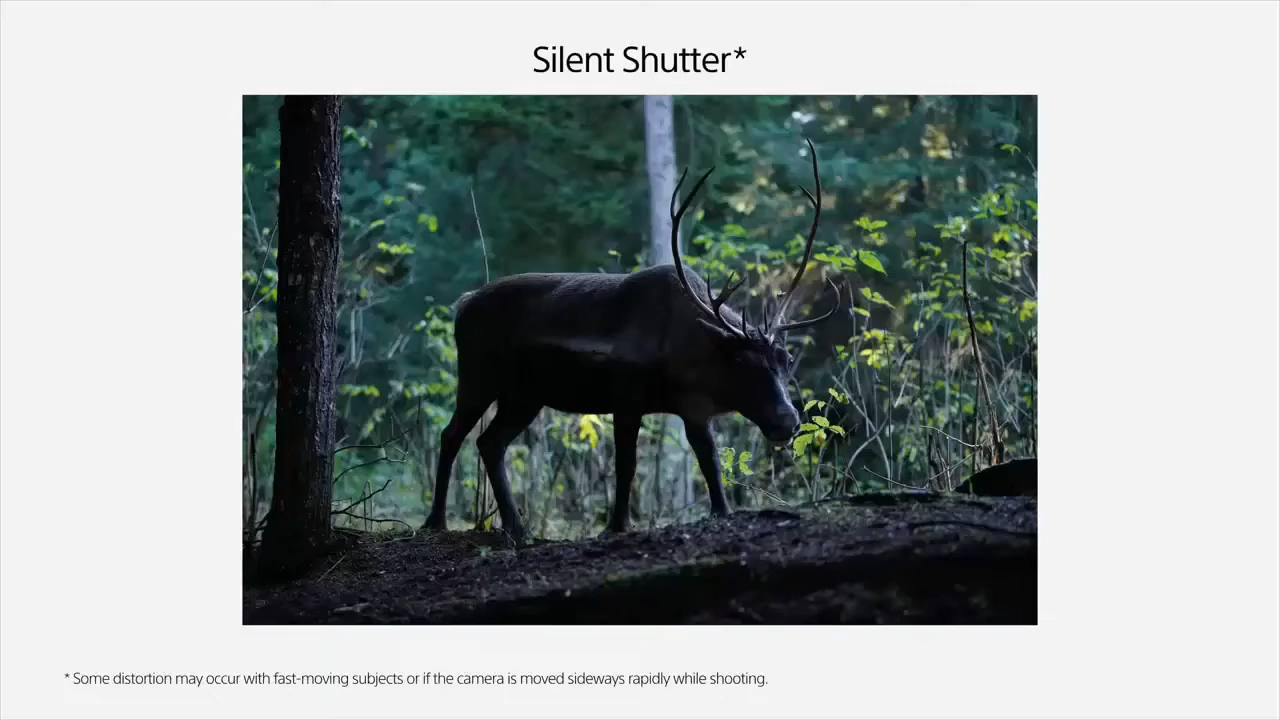 Silent Shutter*
* Some distortion may occur with fast-moving subjects or if the camera is moved sideways rapidly while shooting.